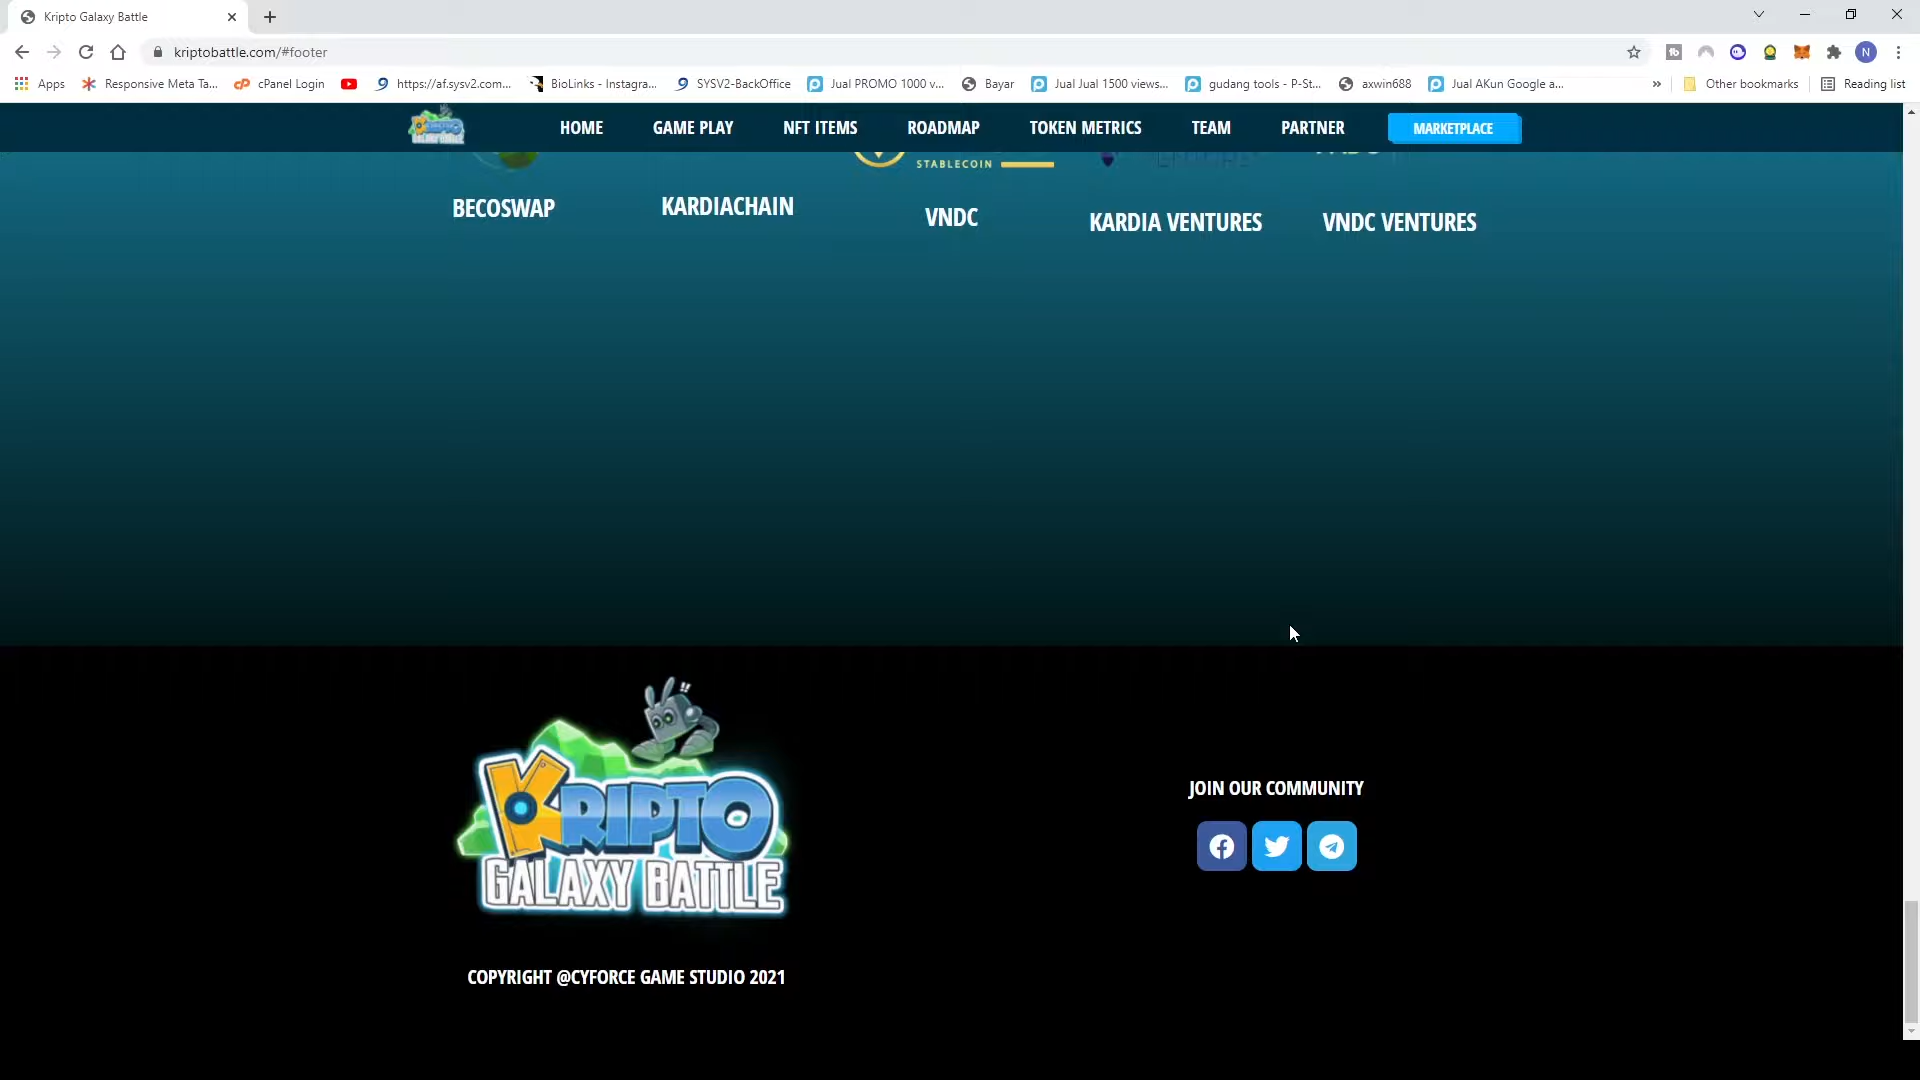 Kripto Galaxy Battle
kriptobattle.com/#footer
N
Apps
Responsive Meta Ta...
cPanel Login
https://af.sysv2.com...
BioLinks - Instagra...
SYSV2-BackOffice
Jual PROMO 1000 v...
Bayar
Jual Jual 1500 views...
gudang tools - P-St...
axwin688
Jual AKun Google a...
Other bookmarks
Reading list
HOME
GAME PLAY
NFT ITEMS
ROADMAP
TOKEN METRICS
TEAM
PARTNER
MARKETPLACE
STABLECOIN
BECOSWAP
KARDIACHAIN
VNDC
KARDIA VENTURES
VNDC VENTURES
KRIPTO
GALAXY BATTLE
JOIN OUR COMMUNITY
COPYRIGHT @CYFORCE GAME STUDIO 2021